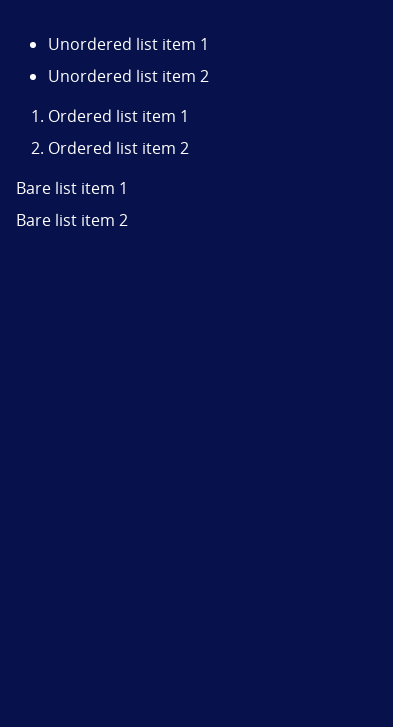 • Unordered list item 1
• Unordered list item 2
1. Ordered list item 1
2. Ordered list item 2
Bare list item 1
Bare list item 2